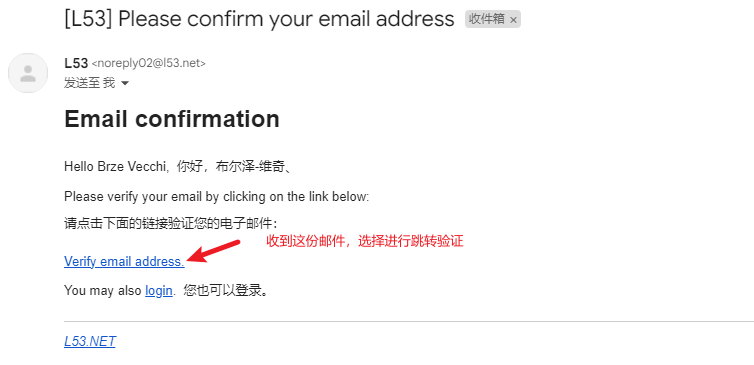 [L53] Please confirm your email address 收件箱 ×
L53 <noreply02@l53.net>
发送至 我
Email confirmation
Hello Brze Vecchi, 你好，布尔泽-维奇、
Please verify your email by clicking on the link below:
请点击下面的链接验证您的电子邮件：
收到这份邮件，选择进行跳转验证
Verify email address.
You may also login. 您也可以登录。
L53.NET